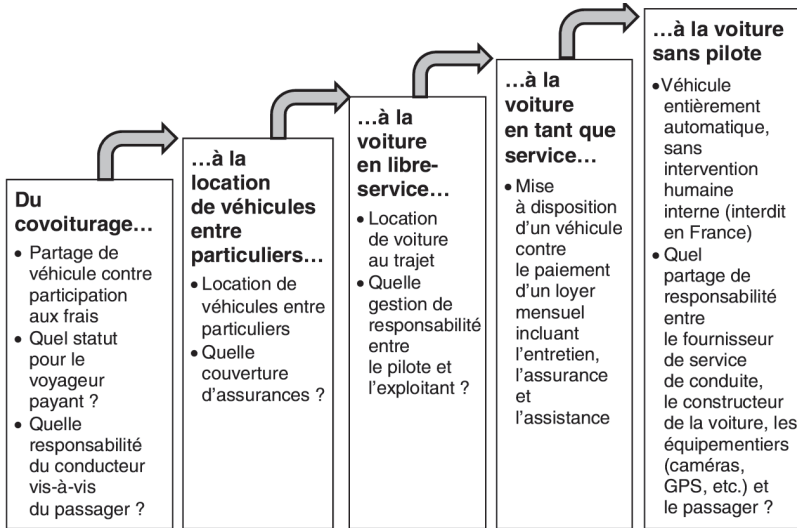 Du
covoiturage…
• Partage de
véhicule contre
participation
aux frais
• Quel statut
pour le
voyageur
payant ?
• Quelle
responsabilité
du conducteur
vis-à-vis
du passager ?
…à la
location
de véhicules
entre
particuliers…
• Location de
véhicules entre
particuliers
• Quelle
couverture
d’assurances ?
…à la
voiture
en libre-
service…
• Location
de voiture
au trajet
• Quelle
gestion de
responsabilité
entre
le pilote et
l’exploitant ?
…à la
voiture
en tant que
service…
• Mise
à disposition
d’un véhicule
contre
le paiement
d’un loyer
mensuel
incluant
l’entretien,
l’assurance
et
l’assistance
…à la voiture
sans pilote
• Véhicule
entièrement
automatique,
sans
intervention
humaine
interne (interdit
en France)
• Quel
partage de
responsabilité
entre
le fournisseur
de service
de conduite,
le constructeur
de la voiture, les
équipementiers
(caméras,
GPS, etc.) et
le passager ?